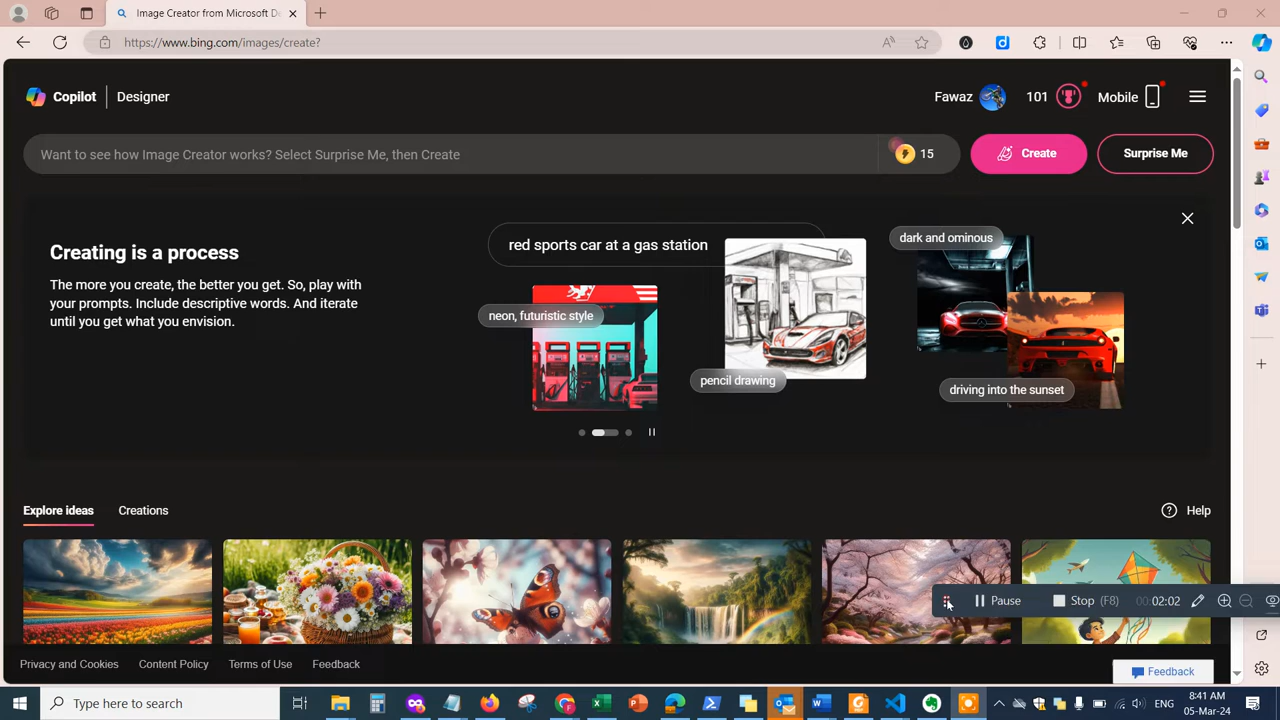 Image Creator from Microsoft De
https://www.bing.com/images/create?
Copilot
Designer
Fawaz
101
Mobile
Want to see how Image Creator works? Select Surprise Me, then Create
15
Create
Surprise Me
Creating is a process
The more you create, the better you get. So, play with
your prompts. Include descriptive words. And iterate
until you get what you envision.
red sports car at a gas station
neon, futuristic style
pencil drawing
dark and ominous
driving into the sunset
Explore ideas
Creations
Help
Pause
Stop (F8)
00:02:02
Privacy and Cookies
Content Policy
Terms of Use
Feedback
Feedback
Type here to search
ENG
8:41 AM
05-Mar-24